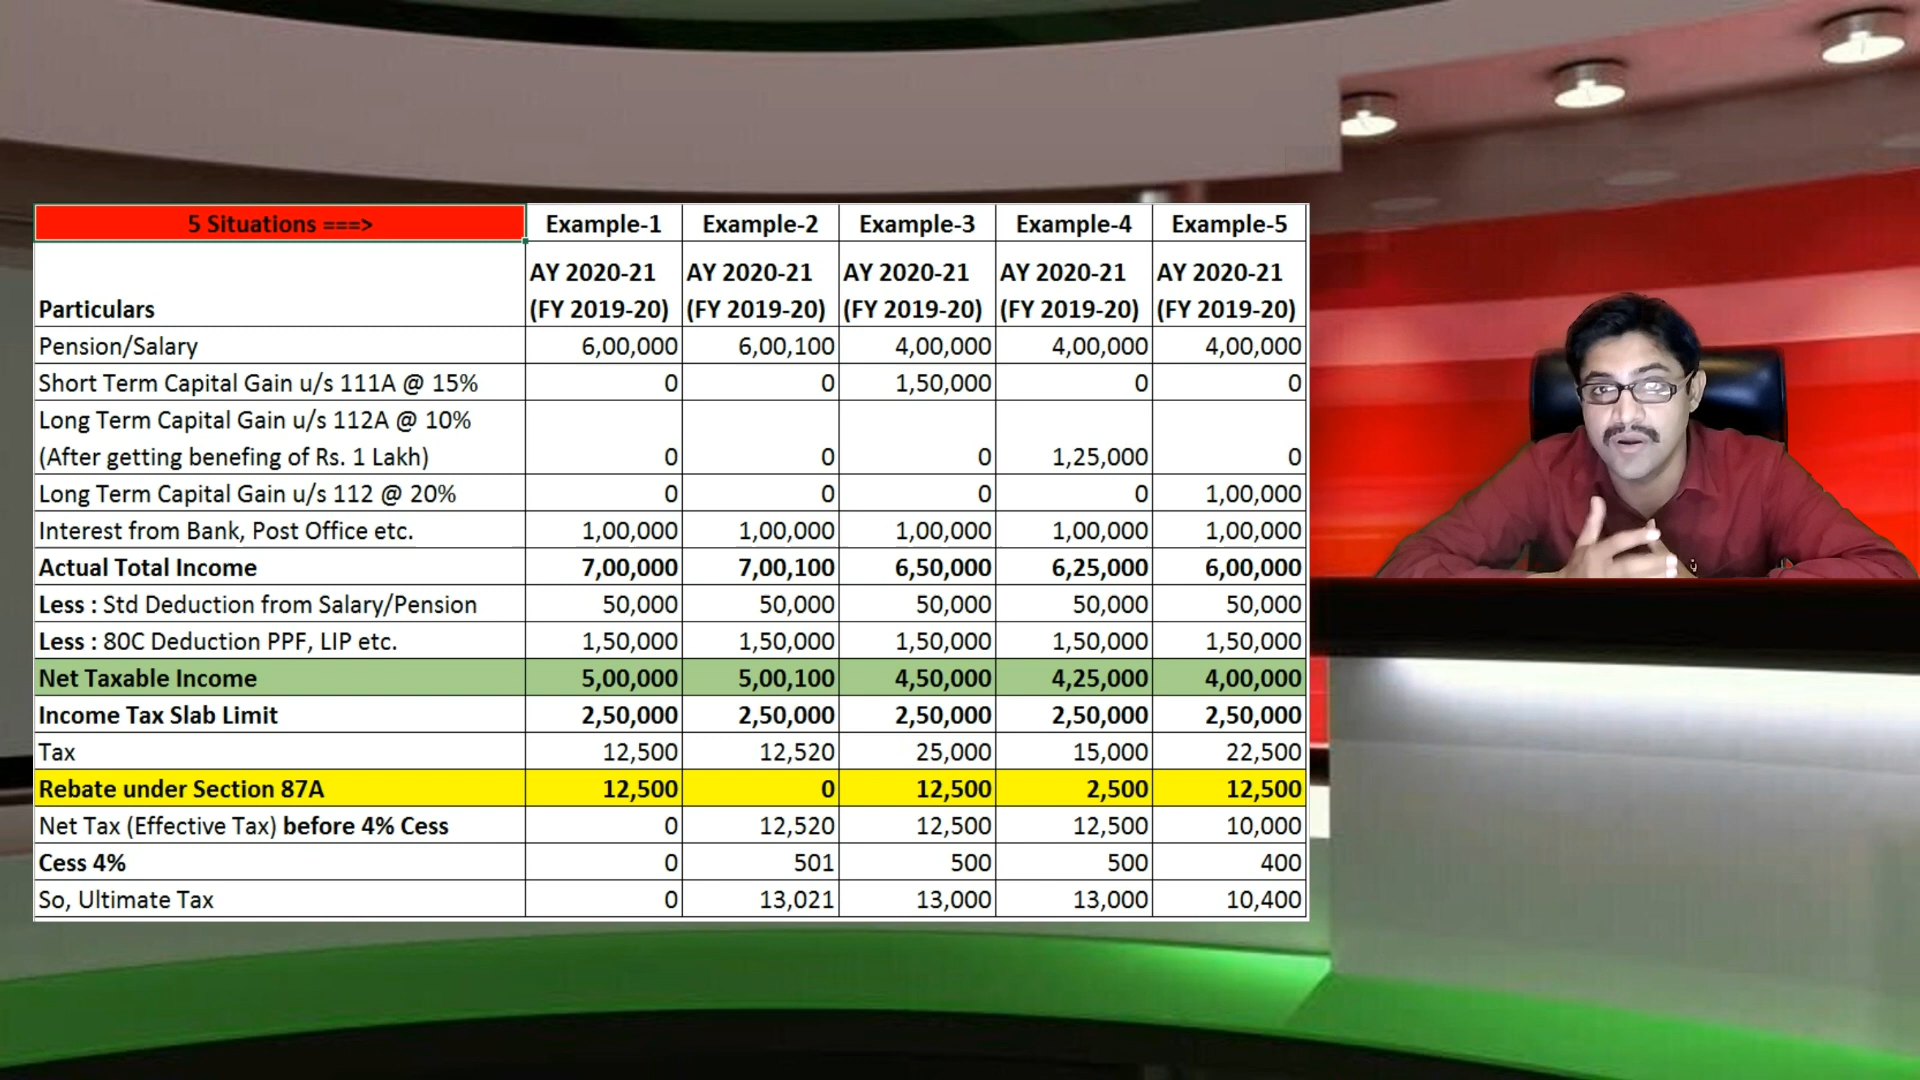 5 Situations ===> Example-1 Example-2 Example-3 Example-4 Example-5
AY 2020-21 AY 2020-21 AY 2020-21 AY 2020-21 AY 2020-21
Particulars (FY 2019-20) (FY 2019-20) (FY 2019-20) (FY 2019-20) (FY 2019-20)
Pension/Salary 6,00,000 6,00,100 4,00,000 4,00,000 4,00,000
Short Term Capital Gain u/s 111A @ 15% 0 0 1,50,000 0 0
Long Term Capital Gain u/s 112A @ 10%
(After getting benefing of Rs. 1 Lakh) 0 0 0 1,25,000 0
Long Term Capital Gain u/s 112 @ 20% 0 0 0 0 1,00,000
Interest from Bank, Post Office etc. 1,00,000 1,00,000 1,00,000 1,00,000 1,00,000
Actual Total Income 7,00,000 7,00,100 6,50,000 6,25,000 6,00,000
Less : Std Deduction from Salary/Pension 50,000 50,000 50,000 50,000 50,000
Less : 80C Deduction PPF, LIP etc. 1,50,000 1,50,000 1,50,000 1,50,000 1,50,000
Net Taxable Income 5,00,000 5,00,100 4,50,000 4,25,000 4,00,000
Income Tax Slab Limit 2,50,000 2,50,000 2,50,000 2,50,000 2,50,000
Tax 12,500 12,520 25,000 15,000 22,500
Rebate under Section 87A 12,500 0 12,500 2,500 12,500
Net Tax (Effective Tax) before 4% Cess 0 12,520 12,500 12,500 10,000
Cess 4% 0 501 500 500 400
So, Ultimate Tax 0 13,021 13,000 13,000 10,400